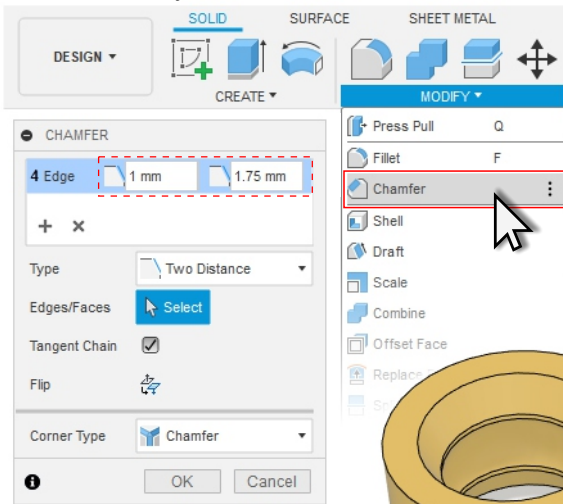 SOLID SURFACE SHEET METAL
DESIGN ▾
CREATE ▾ MODIFY ▾
CHAMFER
4 Edge 1 mm 1.75 mm
Type Two Distance
Edges/Faces Select
Tangent Chain
Flip
Corner Type Chamfer
OK Cancel
Press Pull Q
Fillet F
Chamfer
Shell
Draft
Scale
Combine
Offset Face
Replace